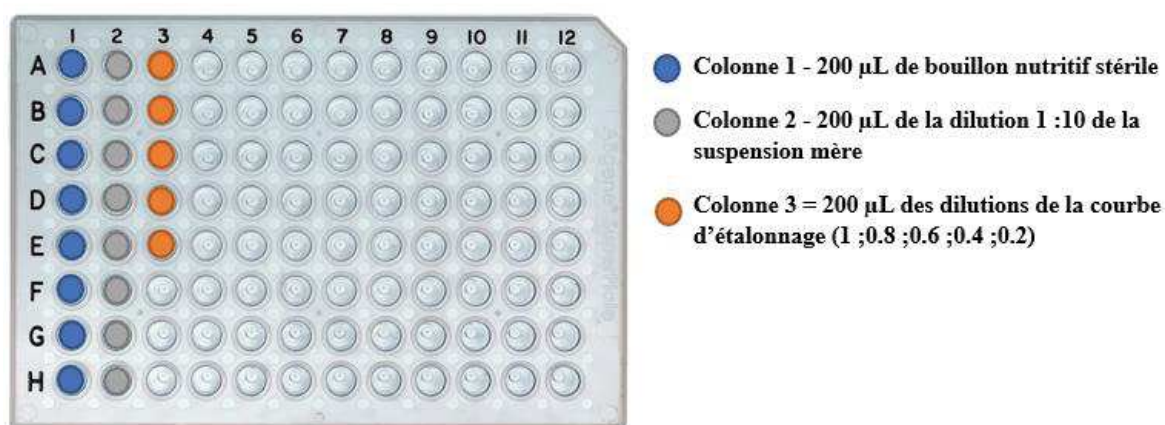 1 2 3 4 5 6 7 8 9 10 11 12
A
B
C
D
E
F
G
H
Colonne 1 - 200 µL de bouillon nutritif stérile
Colonne 2 - 200 µL de la dilution 1 :10 de la
suspension mère
Colonne 3 = 200 µL des dilutions de la courbe
d’étalonnage (1 ;0.8 ;0.6 ;0.4 ;0.2)